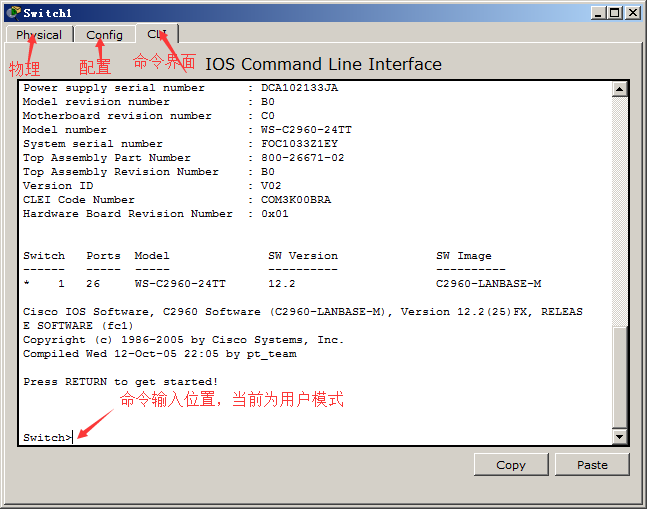 Switch1
Physical Config CLI
物理 配置 命令界面 IOS Command Line Interface
Power supply serial number : DCA102133JA
Model revision number : B0
Motherboard revision number : C0
Model number : WS-C2960-24TT
System serial number : FOC1033Z1EY
Top Assembly Part Number : 800-26671-02
Top Assembly Revision Number : B0
Version ID : V02
CLEI Code Number : COM3K00BRA
Hardware Board Revision Number : 0x01
Switch Ports Model SW Version SW Image
------ ----- ----- ---------- ----------
* 1 26 WS-C2960-24TT 12.2 C2960-LANBASE-M
Cisco IOS Software, C2960 Software (C2960-LANBASE-M), Version 12.2(25)FX, RELEAS
E SOFTWARE (fc1)
Copyright (c) 1986-2005 by Cisco Systems, Inc.
Compiled Wed 12-Oct-05 22:05 by pt_team
Press RETURN to get started!
命令输入位置，当前为用户模式
Switch>
Copy Paste